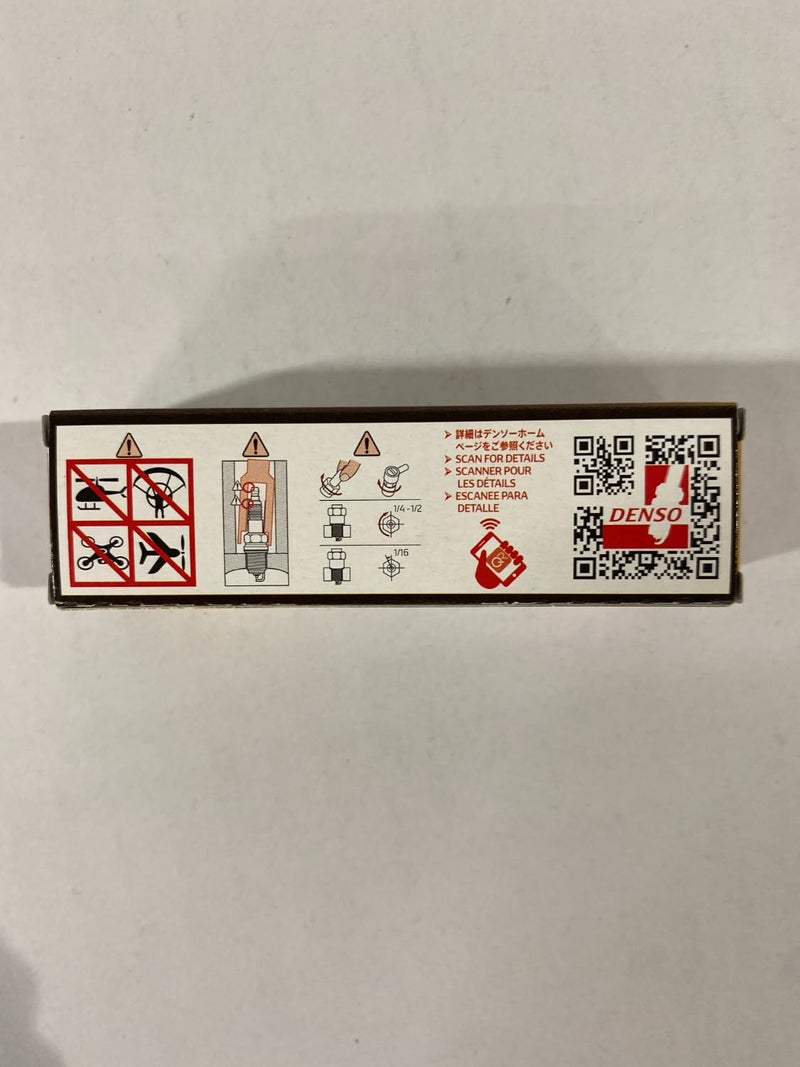 1/4 -1/2
1/16
➤ 詳細はデンソーホーム
ページをご参照ください
➤ SCAN FOR DETAILS
➤ SCANNER POUR
LES DÉTAILS
➤ ESCANEE PARA
DETALLE
DENSO